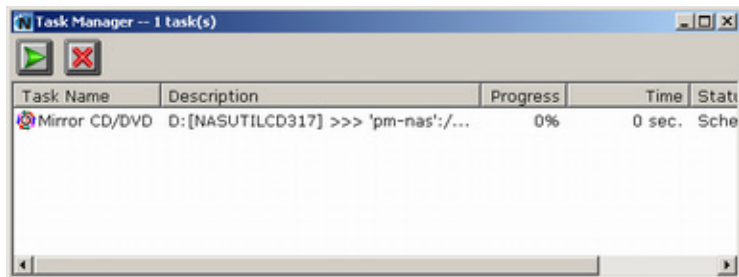 Task Manager -- 1 task(s)
Task Name Description Progress Time Statu
Mirror CD/DVD D:[NASUTILCD317] >>> 'pm-nas':/... 0% 0 sec. Sche